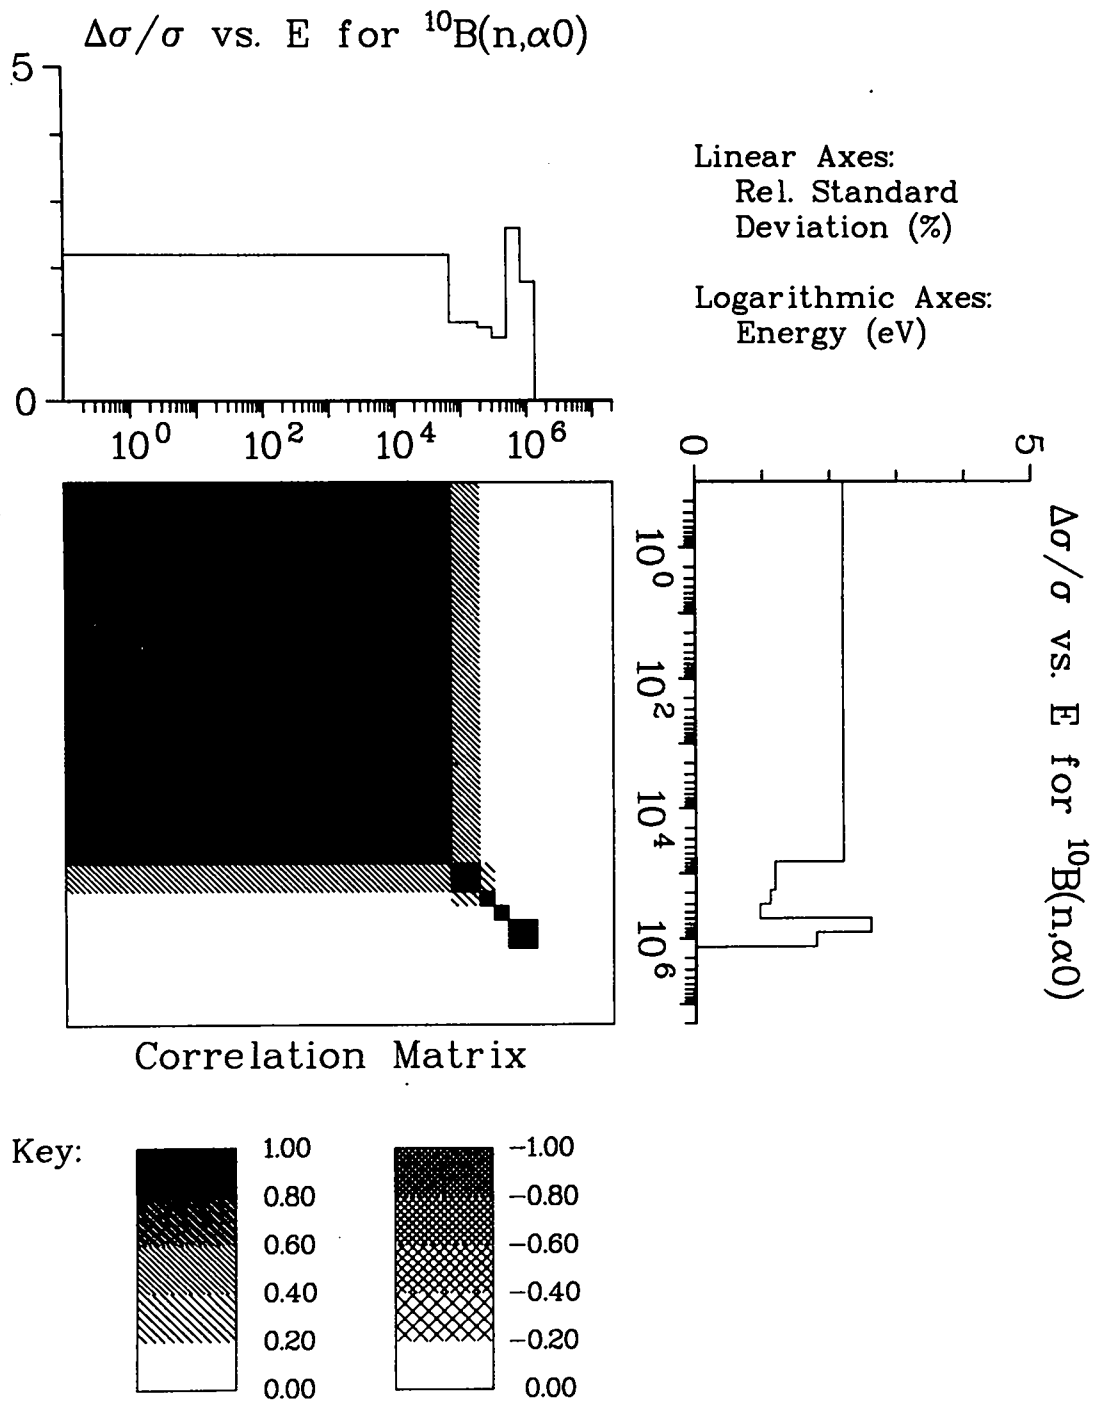 Δσ/σ vs. E for ¹⁰B(n,α0)
5
0
10⁰ 10² 10⁴ 10⁶
Linear Axes:
Rel. Standard
Deviation (%)
Logarithmic Axes:
Energy (eV)
0 5
10⁰ 10² 10⁴ 10⁶
Δσ/σ vs. E for ¹⁰B(n,α0)
Correlation Matrix
Key:
1.00
0.80
0.60
0.40
0.20
0.00
-1.00
-0.80
-0.60
-0.40
-0.20
0.00